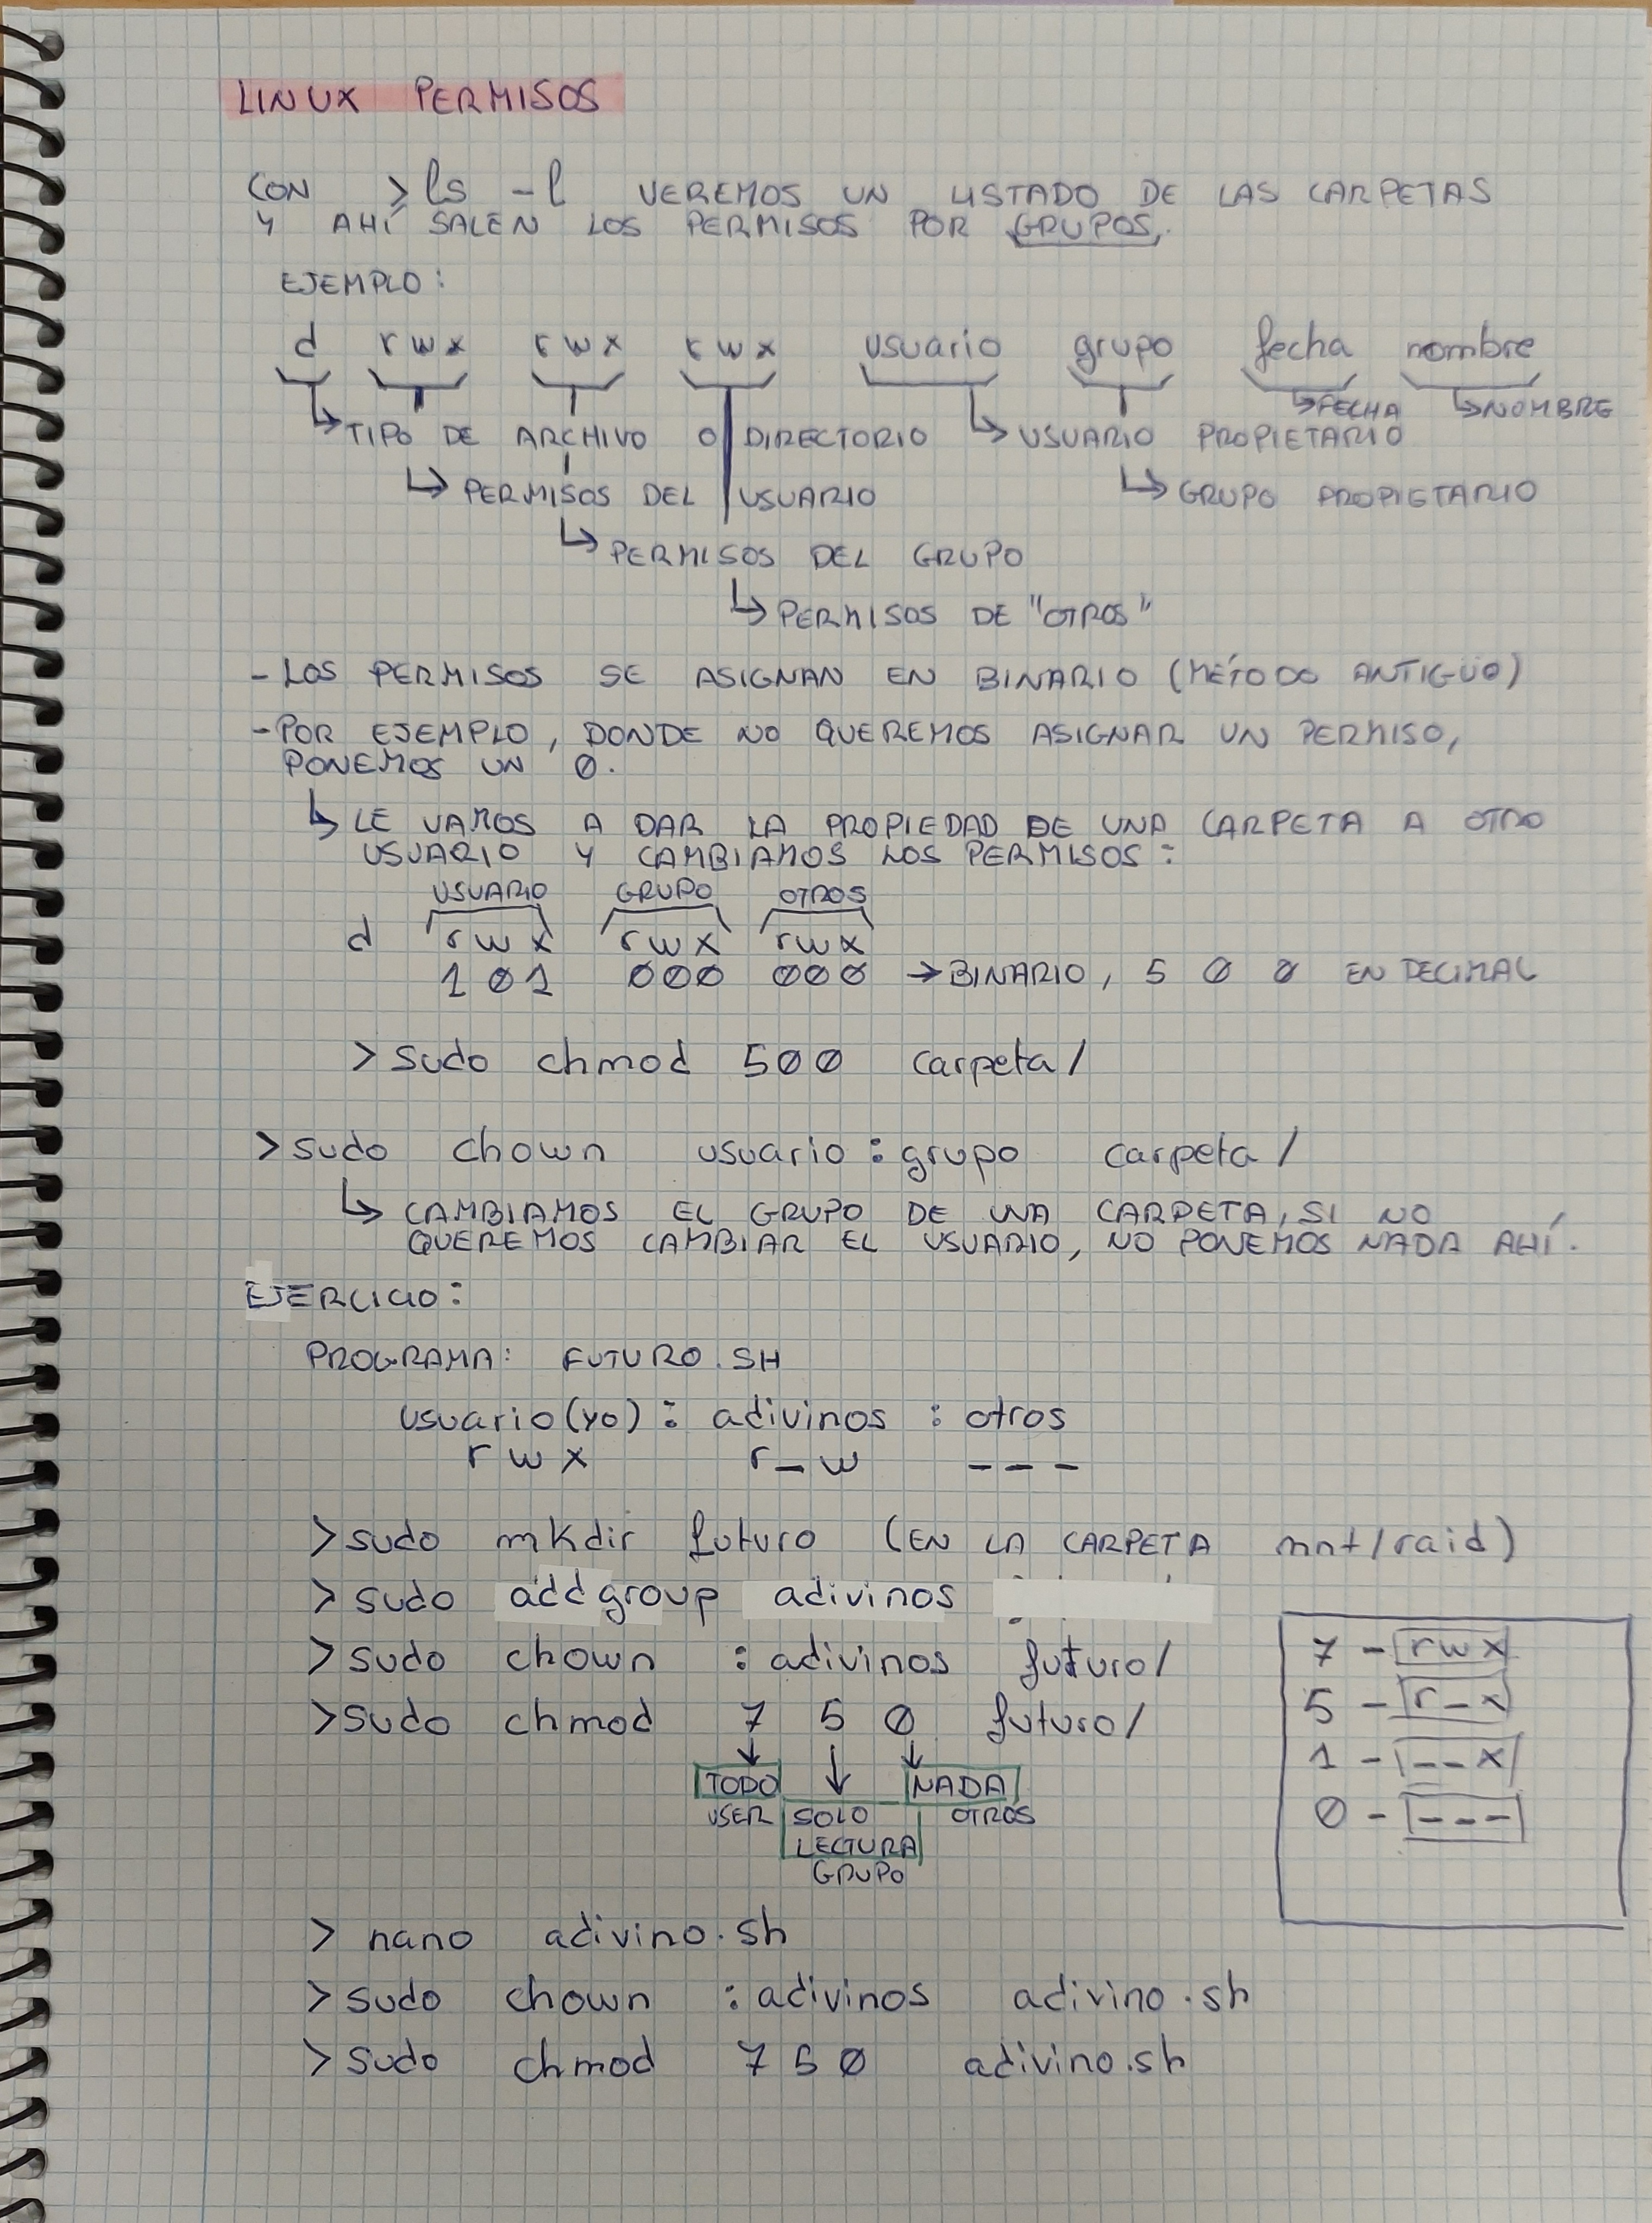 LINUX PERMISOS
CON >ls -l VEREMOS UN LISTADO DE LAS CARPETAS
Y AHÍ SALEN LOS PERMISOS POR GRUPOS.
EJEMPLO:
d rwx rwx rwx usuario grupo fecha nombre
↳FECHA ↳NOMBRE
↳TIPO DE ARCHIVO O DIRECTORIO ↳USUARIO PROPIETARIO
↳PERMISOS DEL USUARIO ↳GRUPO PROPIETARIO
↳PERMISOS DEL GRUPO
↳PERMISOS DE "OTROS"
-LOS PERMISOS SE ASIGNAN EN BINARIO (MÉTODO ANTIGUO)
-POR EJEMPLO, DONDE NO QUEREMOS ASIGNAR UN PERMISO,
PONEMOS UN 0.
↳LE VAMOS A DAR LA PROPIEDAD DE UNA CARPETA A OTRO
USUARIO Y CAMBIAMOS LOS PERMISOS:
USUARIO GRUPO OTROS
d rwx rwx rwx
101 000 000 →BINARIO, 5 0 0 EN DECIMAL
>sudo chmod 500 carpeta/
>sudo chown usuario:grupo carpeta/
↳ CAMBIAMOS EL GRUPO DE UNA CARPETA, SI NO
QUEREMOS CAMBIAR EL USUARIO, NO PONEMOS NADA AHÍ.
EJERCICIO:
PROGRAMA: FUTURO.SH
usuario(yo) : adivinos : otros
rwx r_w ---
>sudo mkdir futuro (EN LA CARPETA mnt/raid)
>sudo addgroup adivinos
>sudo chown :adivinos futuro/
>sudo chmod 7 5 0 futuro/
TODO NADA
USER SOLO OTROS
LECTURA
GRUPO
7 - rwx
5 - r-x
1 - --x
0 - ---
> nano adivino.sh
>sudo chown :adivinos adivino.sh
>sudo chmod 750 adivino.sh